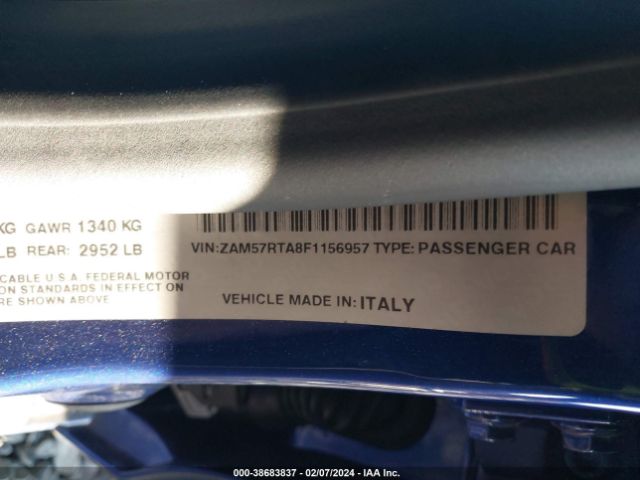 KG GAWR 1340 KG
LB REAR: 2952 LB
CABLE U.S.A. FEDERAL MOTOR
ON STANDARDS IN EFFECT ON
RE SHOWN ABOVE.
VIN:ZAM57RTA8F1156957 TYPE: PASSENGER CAR
VEHICLE MADE IN: ITALY
000-38683837 - 02/07/2024 - IAA Inc.